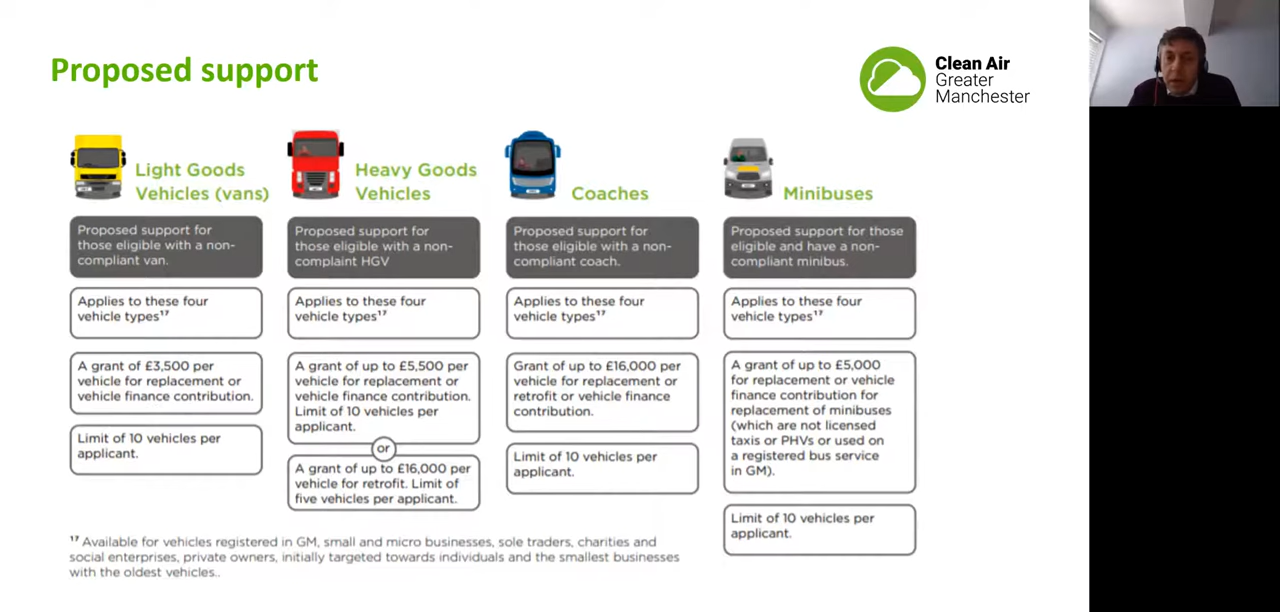 Proposed support
Clean Air
Greater
Manchester
Light Goods
Vehicles (vans)
Proposed support for
those eligible with a non-
compliant van.
Applies to these four
vehicle types¹⁷
A grant of £3,500 per
vehicle for replacement or
vehicle finance contribution.
Limit of 10 vehicles per
applicant.
Heavy Goods
Vehicles
Proposed support for
those eligible with a non-
complaint HGV
Applies to these four
vehicle types¹⁷
A grant of up to £5,500 per
vehicle for replacement or
vehicle finance contribution.
Limit of 10 vehicles per
applicant.
or
A grant of up to £16,000 per
vehicle for retrofit. Limit of
five vehicles per applicant.
Coaches
Proposed support for
those eligible with a non-
compliant coach.
Applies to these four
vehicle types¹⁷
Grant of up to £16,000 per
vehicle for replacement or
retrofit or vehicle finance
contribution.
Limit of 10 vehicles per
applicant.
Minibuses
Proposed support for those
eligible and have a non-
compliant minibus.
Applies to these four
vehicle types¹⁷
A grant of up to £5,000
for replacement or vehicle
finance contribution for
replacement of minibuses
(which are not licensed
taxis or PHVs or used on
a registered bus service
in GM).
Limit of 10 vehicles per
applicant.
¹⁷ Available for vehicles registered in GM, small and micro businesses, sole traders, charities and
social enterprises, private owners, initially targeted towards individuals and the smallest businesses
with the oldest vehicles..